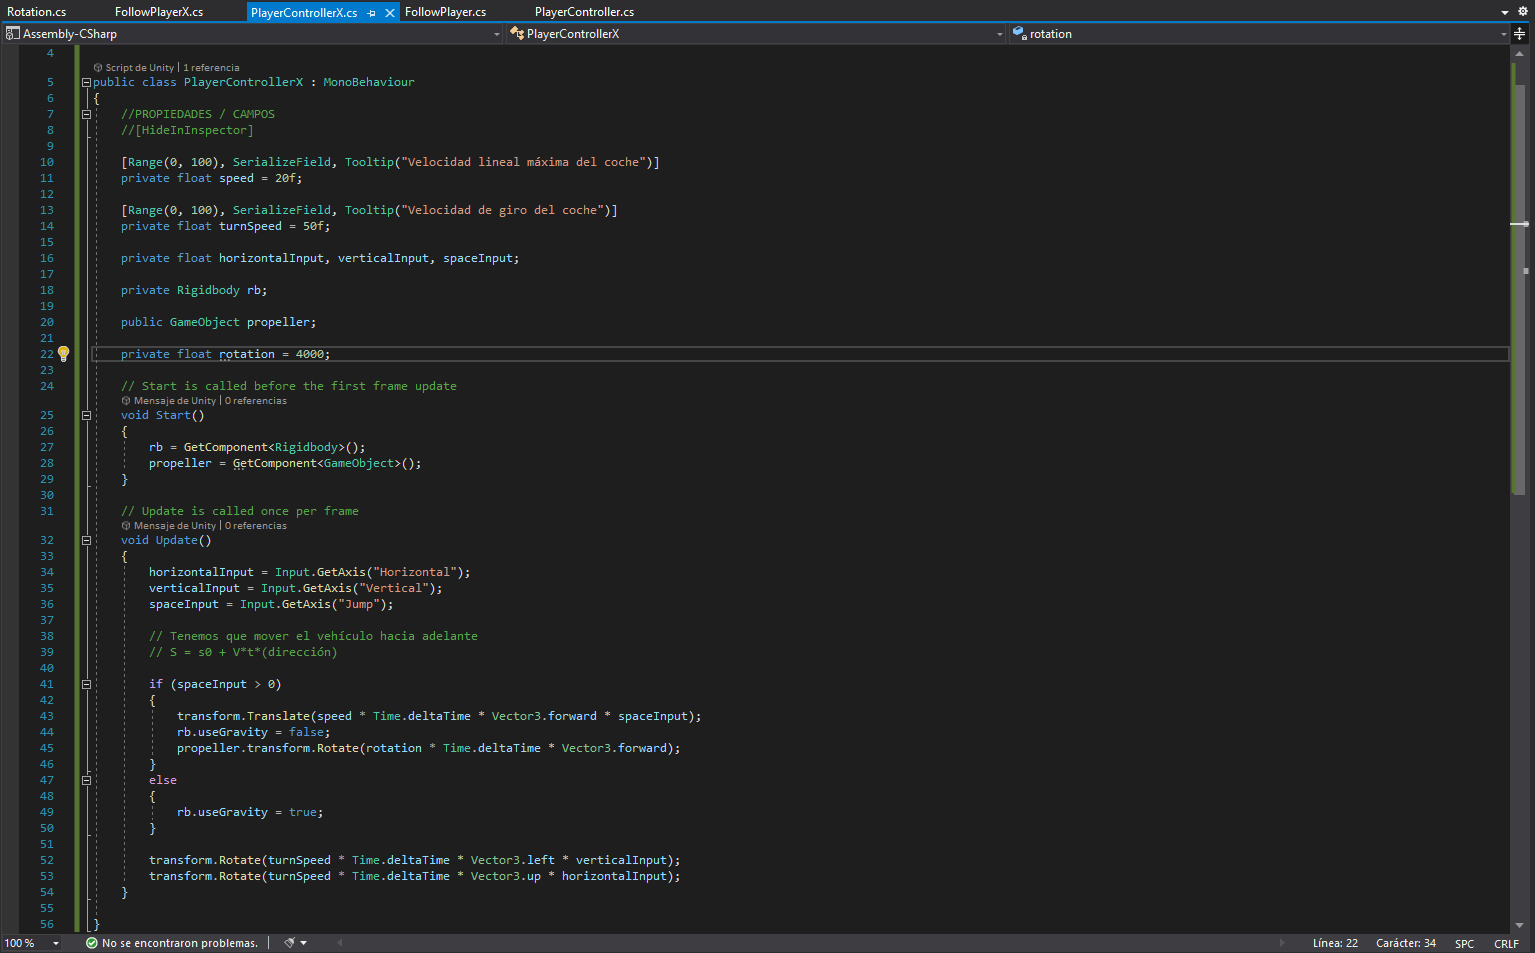 Rotation.cs FollowPlayerX.cs PlayerControllerX.cs FollowPlayer.cs PlayerController.cs
Assembly-CSharp PlayerControllerX rotation
4
Script de Unity | 1 referencia
5 public class PlayerControllerX : MonoBehaviour
6 {
7 //PROPIEDADES / CAMPOS
8 //[HideInInspector]
9
10 [Range(0, 100), SerializeField, Tooltip("Velocidad lineal máxima del coche")]
11 private float speed = 20f;
12
13 [Range(0, 100), SerializeField, Tooltip("Velocidad de giro del coche")]
14 private float turnSpeed = 50f;
15
16 private float horizontalInput, verticalInput, spaceInput;
17
18 private Rigidbody rb;
19
20 public GameObject propeller;
21
22 private float rotation = 4000;
23
24 // Start is called before the first frame update
Mensaje de Unity | 0 referencias
25 void Start()
26 {
27 rb = GetComponent<Rigidbody>();
28 propeller = GetComponent<GameObject>();
29 }
30
31 // Update is called once per frame
Mensaje de Unity | 0 referencias
32 void Update()
33 {
34 horizontalInput = Input.GetAxis("Horizontal");
35 verticalInput = Input.GetAxis("Vertical");
36 spaceInput = Input.GetAxis("Jump");
37
38 // Tenemos que mover el vehículo hacia adelante
39 // S = s0 + V*t*(dirección)
40
41 if (spaceInput > 0)
42 {
43 transform.Translate(speed * Time.deltaTime * Vector3.forward * spaceInput);
44 rb.useGravity = false;
45 propeller.transform.Rotate(rotation * Time.deltaTime * Vector3.forward);
46 }
47 else
48 {
49 rb.useGravity = true;
50 }
51
52 transform.Rotate(turnSpeed * Time.deltaTime * Vector3.left * verticalInput);
53 transform.Rotate(turnSpeed * Time.deltaTime * Vector3.up * horizontalInput);
54 }
55
56 }
100 % No se encontraron problemas. Línea: 22 Carácter: 34 SPC CRLF